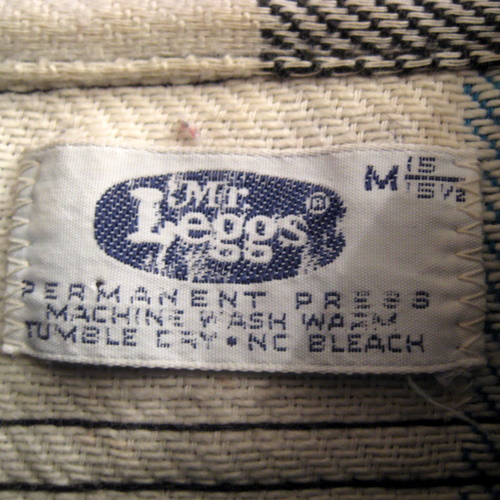 Mr.
Leggs®
M 15
15½
PERMANENT PRESS
MACHINE WASH WARM
TUMBLE DRY • NO BLEACH